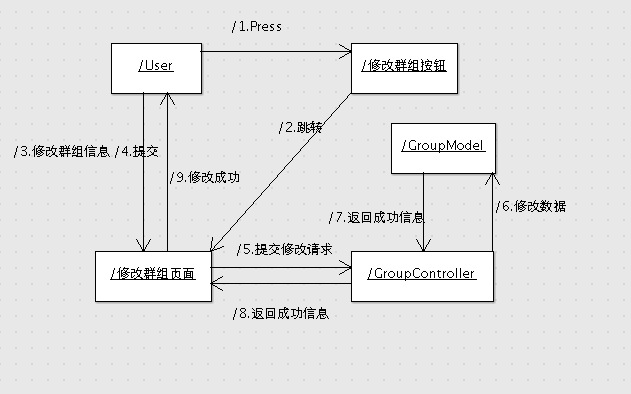 /1.Press
/User
/修改群组按钮
/2.跳转
/GroupModel
/3.修改群组信息 /4.提交
/9.修改成功
/6.修改数据
/7.返回成功信息
/5.提交修改请求
/修改群组页面
/GroupController
/8.返回成功信息